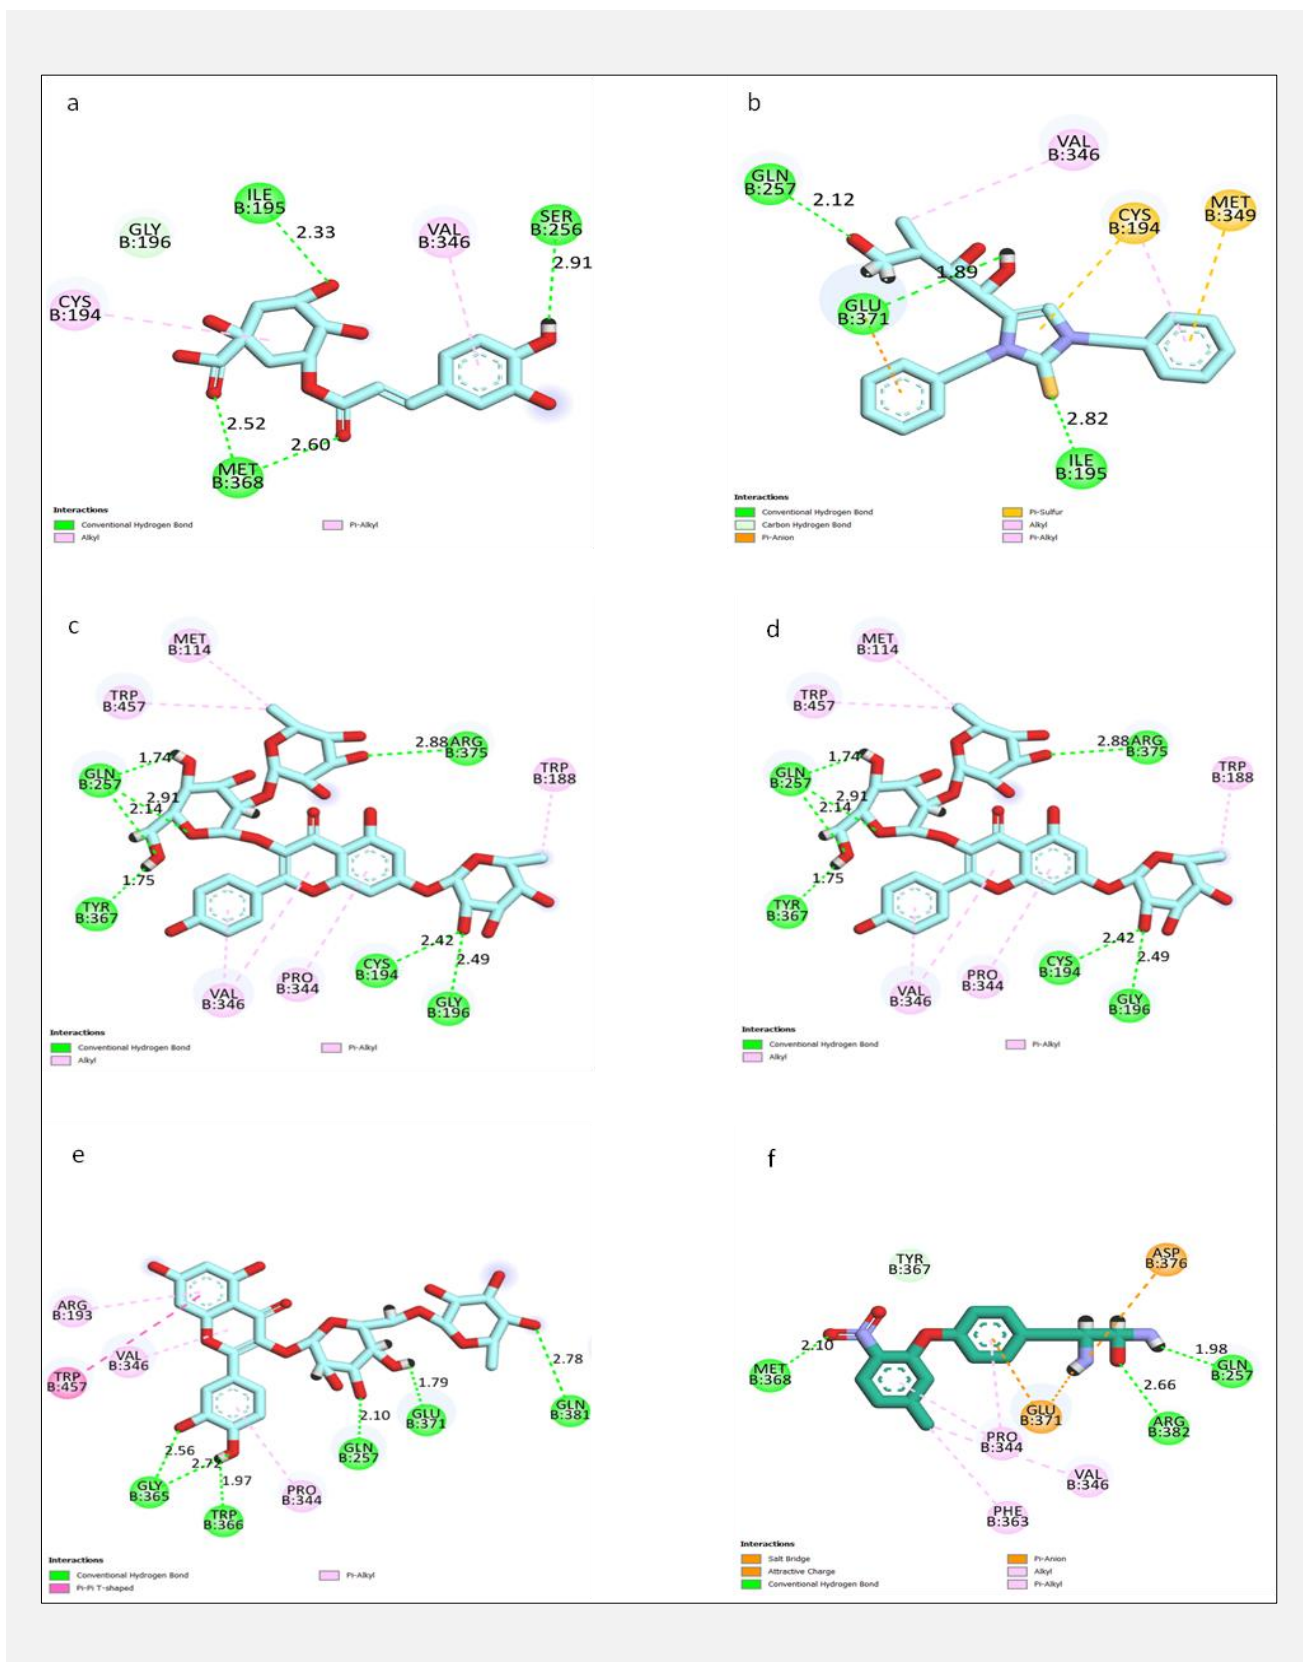 a
ILE
B:195
2.33
GLY
B:196
VAL
B:346
SER
B:256
2.91
CYS
B:194
2.52
2.60
MET
B:368
Interactions
Conventional Hydrogen Bond
Alkyl
Pi-Alkyl
b
VAL
B:346
GLN
B:257
2.12
CYS
B:194
MET
B:349
1.89
GLU
B:371
2.82
ILE
B:195
Interactions
Conventional Hydrogen Bond
Carbon Hydrogen Bond
Pi-Anion
Pi-Sulfur
Alkyl
Pi-Alkyl
c
MET
B:114
TRP
B:457
1.74
2.88
ARG
B:375
GLN
B:257
2.91
2.14
TRP
B:188
1.75
TYR
B:367
2.42
CYS
B:194
2.49
PRO
B:344
VAL
B:346
GLY
B:196
Interactions
Conventional Hydrogen Bond
Alkyl
Pi-Alkyl
d
MET
B:114
TRP
B:457
1.74
2.88
ARG
B:375
GLN
B:257
2.91
2.14
TRP
B:188
1.75
TYR
B:367
2.42
CYS
B:194
2.49
PRO
B:344
VAL
B:346
GLY
B:196
Interactions
Conventional Hydrogen Bond
Alkyl
Pi-Alkyl
e
ARG
B:193
VAL
B:346
TRP
B:457
2.78
1.79
2.10
GLU
B:371
GLN
B:381
GLN
B:257
2.56
2.72
1.97
GLY
B:365
TRP
B:366
PRO
B:344
Interactions
Conventional Hydrogen Bond
Pi-Pi T-shaped
Pi-Alkyl
f
TYR
B:367
ASP
B:376
2.10
MET
B:368
1.98
GLN
B:257
2.66
GLU
B:371
ARG
B:382
PRO
B:344
VAL
B:346
PHE
B:363
Interactions
Salt Bridge
Attractive Charge
Conventional Hydrogen Bond
Pi-Anion
Alkyl
Pi-Alkyl